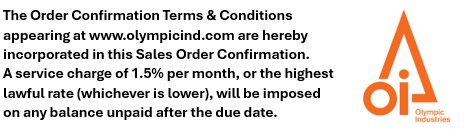 The Order Confirmation Terms & Conditions
appearing at www.olympicind.com are hereby
incorporated in this Sales Order Confirmation.
A service charge of 1.5% per month, or the highest
lawful rate (whichever is lower), will be imposed
on any balance unpaid after the due date.
oi
Olympic
Industries